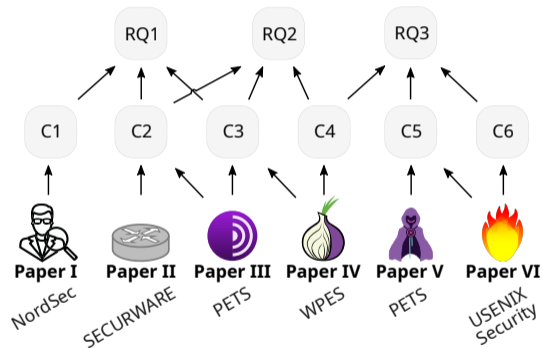 RQ1 RQ2 RQ3
C1 C2 C3 C4 C5 C6
Paper I Paper II Paper III Paper IV Paper V Paper VI
NordSec SECURWARE PETS WPES PETS USENIX
Security